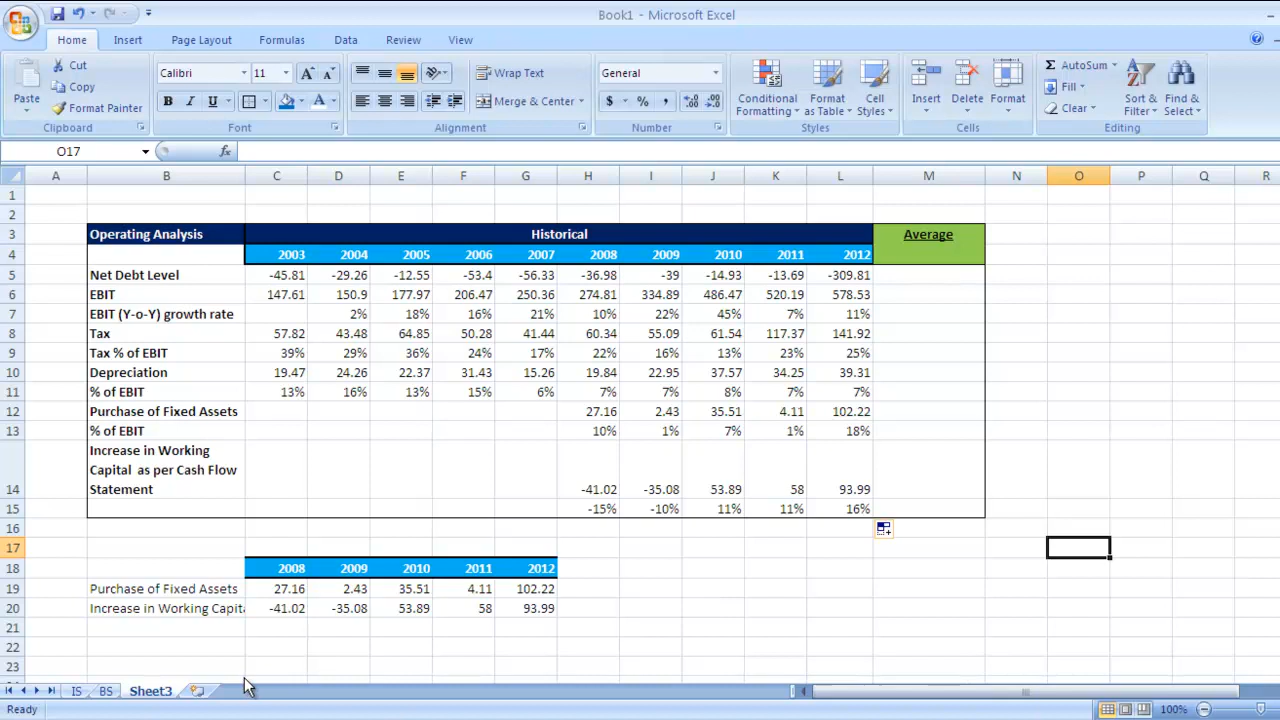 Book1 - Microsoft Excel
Home Insert Page Layout Formulas Data Review View
Paste
Cut
Copy
Format Painter
Clipboard
Calibri 11
B I U
Font
Wrap Text
Merge & Center
Alignment
General
$ % ,
Number
Conditional Formatting
Format as Table
Cell Styles
Styles
Insert
Delete
Format
Cells
Σ AutoSum
Fill
Clear
Sort & Filter
Find & Select
Editing
O17 fx
A B C D E F G H I J K L M N O P Q R
1
2
3 Operating Analysis Historical Average
4 2003 2004 2005 2006 2007 2008 2009 2010 2011 2012
5 Net Debt Level -45.81 -29.26 -12.55 -53.4 -56.33 -36.98 -39 -14.93 -13.69 -309.81
6 EBIT 147.61 150.9 177.97 206.47 250.36 274.81 334.89 486.47 520.19 578.53
7 EBIT (Y-o-Y) growth rate 2% 18% 16% 21% 10% 22% 45% 7% 11%
8 Tax 57.82 43.48 64.85 50.28 41.44 60.34 55.09 61.54 117.37 141.92
9 Tax % of EBIT 39% 29% 36% 24% 17% 22% 16% 13% 23% 25%
10 Depreciation 19.47 24.26 22.37 31.43 15.26 19.84 22.95 37.57 34.25 39.31
11 % of EBIT 13% 16% 13% 15% 6% 7% 7% 8% 7% 7%
12 Purchase of Fixed Assets 27.16 2.43 35.51 4.11 102.22
13 % of EBIT 10% 1% 7% 1% 18%
Increase in Working
Capital as per Cash Flow
14 Statement -41.02 -35.08 53.89 58 93.99
15 -15% -10% 11% 11% 16%
16
17
18 2008 2009 2010 2011 2012
19 Purchase of Fixed Assets 27.16 2.43 35.51 4.11 102.22
20 Increase in Working Capita -41.02 -35.08 53.89 58 93.99
21
22
23
IS BS Sheet3
Ready 100%